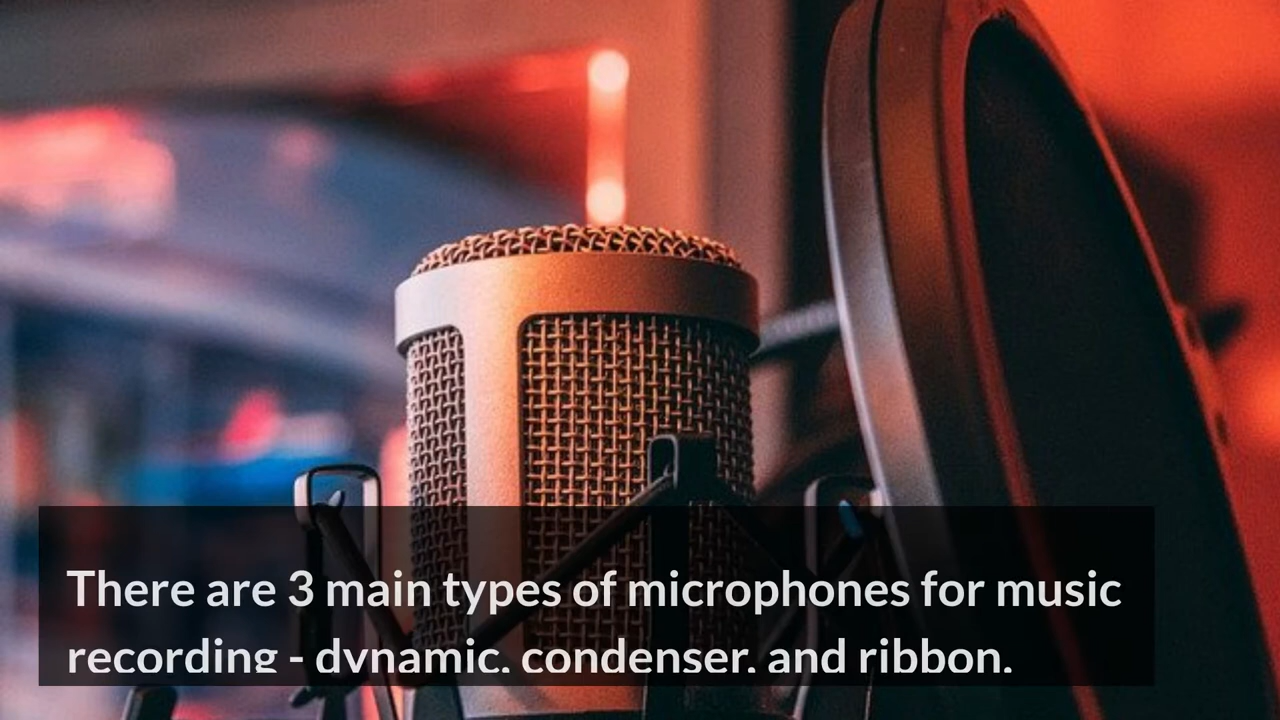 There are 3 main types of microphones for music
recording - dynamic, condenser, and ribbon.